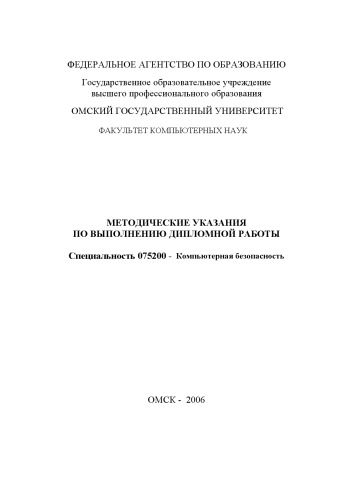 ФЕДЕРАЛЬНОЕ АГЕНТСТВО ПО ОБРАЗОВАНИЮ
Государственное образовательное учреждение
высшего профессионального образования
ОМСКИЙ ГОСУДАРСТВЕННЫЙ УНИВЕРСИТЕТ
ФАКУЛЬТЕТ КОМПЬЮТЕРНЫХ НАУК
МЕТОДИЧЕСКИЕ УКАЗАНИЯ
ПО ВЫПОЛНЕНИЮ ДИПЛОМНОЙ РАБОТЫ
Специальность 075200 - Компьютерная безопасность
ОМСК - 2006